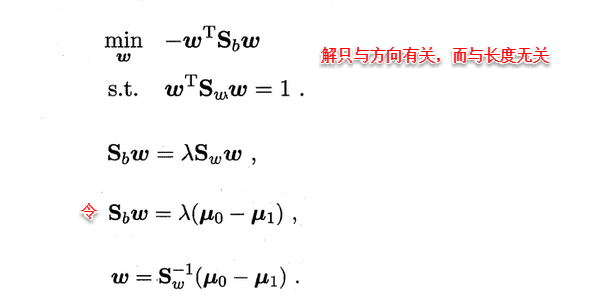 min_w −wᵀS_b w
解只与方向有关，而与长度无关
s.t. wᵀS_w w = 1 .
S_b w = λS_w w ,
令 S_b w = λ(μ₀ − μ₁) ,
w = S_w⁻¹(μ₀ − μ₁) .